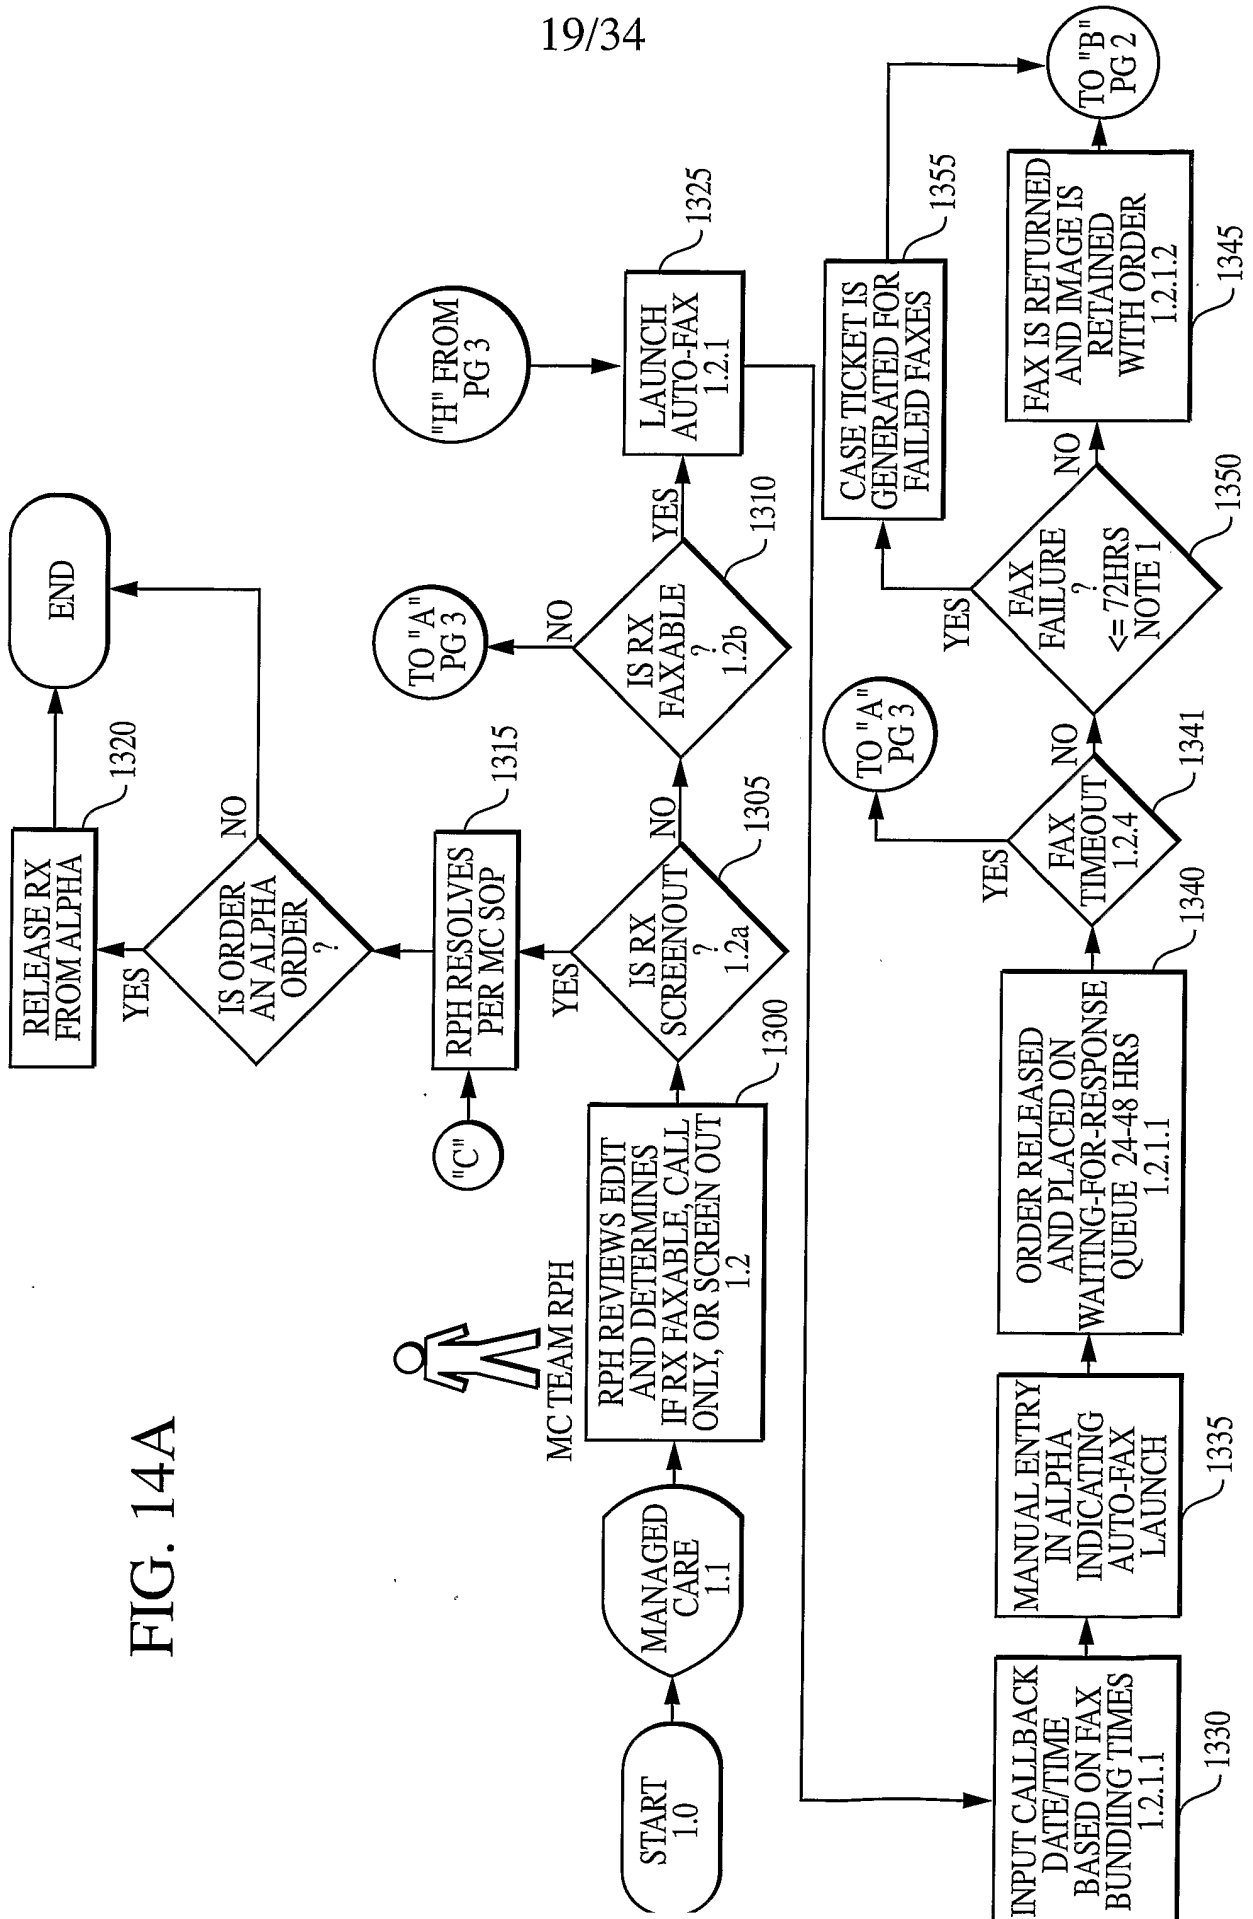 19/34
FIG. 14A
START
1.0
MANAGED
CARE
1.1
MC TEAM RPH
RPH REVIEWS EDIT
AND DETERMINES
IF RX FAXABLE, CALL
ONLY, OR SCREEN OUT
1.2
1300
IS RX
SCREENOUT
?
1.2a
1305
YES
NO
"C"
RPH RESOLVES
PER MC SOP
1315
IS ORDER
AN ALPHA
ORDER
?
YES
NO
RELEASE RX
FROM ALPHA
1320
END
IS RX
FAXABLE
?
1.2b
1310
NO
YES
TO "A"
PG 3
"H" FROM
PG 3
LAUNCH
AUTO-FAX
1.2.1
1325
INPUT CALLBACK
DATE/TIME
BASED ON FAX
BUNDIING TIMES
1.2.1.1
1330
MANUAL ENTRY
IN ALPHA
INDICATING
AUTO-FAX
LAUNCH
1335
ORDER RELEASED
AND PLACED ON
WAITING-FOR-RESPONSE
QUEUE 24-48 HRS
1.2.1.1
1340
FAX
TIMEOUT
1.2.4
1341
YES
NO
TO "A"
PG 3
FAX
FAILURE
?
<= 72HRS
NOTE 1
1350
YES
NO
CASE TICKET IS
GENERATED FOR
FAILED FAXES
1355
FAX IS RETURNED
AND IMAGE IS
RETAINED
WITH ORDER
1.2.1.2
1345
TO "B"
PG 2